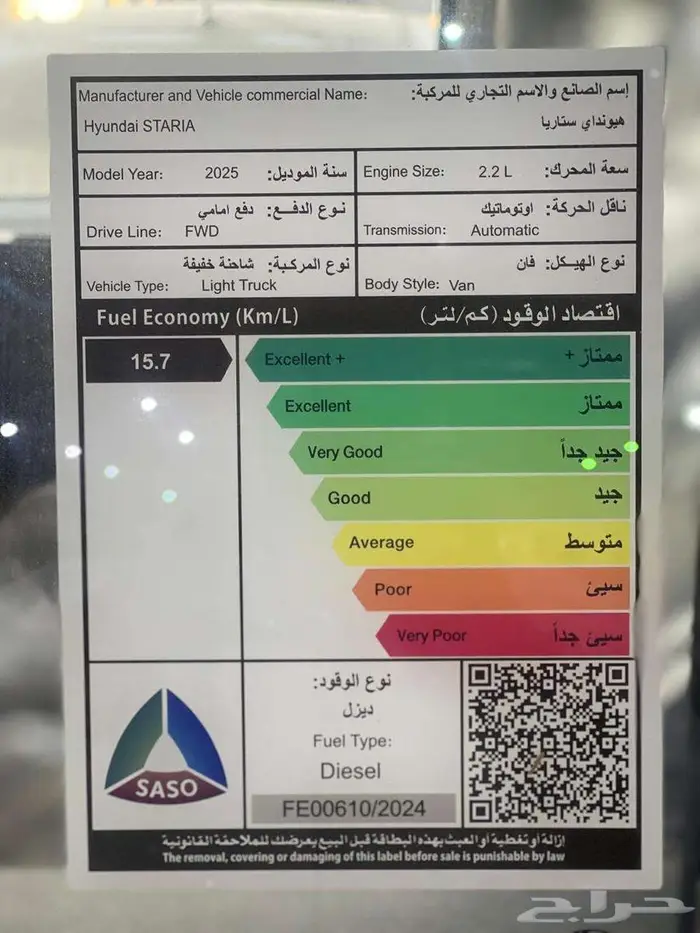 Manufacturer and Vehicle commercial Name: إسم الصانع والاسم التجاري للمركبة:
Hyundai STARIA هيونداي ستاريا
Model Year: 2025 سنة الموديل:
Engine Size: 2.2 L سعة المحرك:
نوع الدفع: دفع امامي
Drive Line: FWD
ناقل الحركة: اوتوماتيك
Transmission: Automatic
نوع المركبة: شاحنة خفيفة
Vehicle Type: Light Truck
نوع الهيكل: فان
Body Style: Van
Fuel Economy (Km/L) اقتصاد الوقود (كم/لتر)
15.7
Excellent + ممتاز +
Excellent ممتاز
Very Good جيد جداً
Good جيد
Average متوسط
Poor سيئ
Very Poor سيئ جداً
SASO
نوع الوقود:
ديزل
Fuel Type:
Diesel
FE00610/2024
إزالة أو تغطية أو العبث بهذه البطاقة قبل البيع يعرضك للملاحقة القانونية
The removal, covering or damaging of this label before sale is punishable by law
حراج